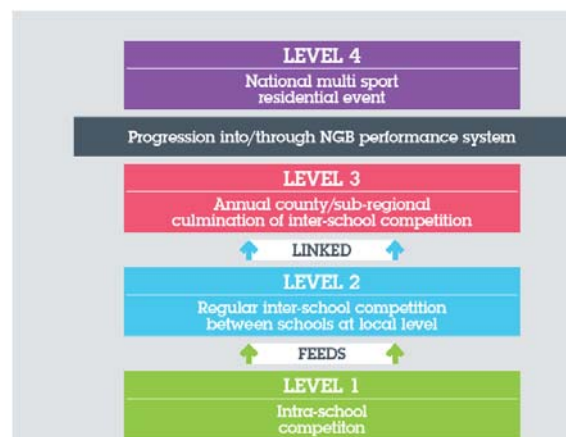 LEVEL 4
National multi sport
residential event
Progression into/through NGB performance system
LEVEL 3
Annual county/sub-regional
culmination of inter-school competition
LINKED
LEVEL 2
Regular inter-school competition
between schools at local level
FEEDS
LEVEL 1
Intra-school
competiton